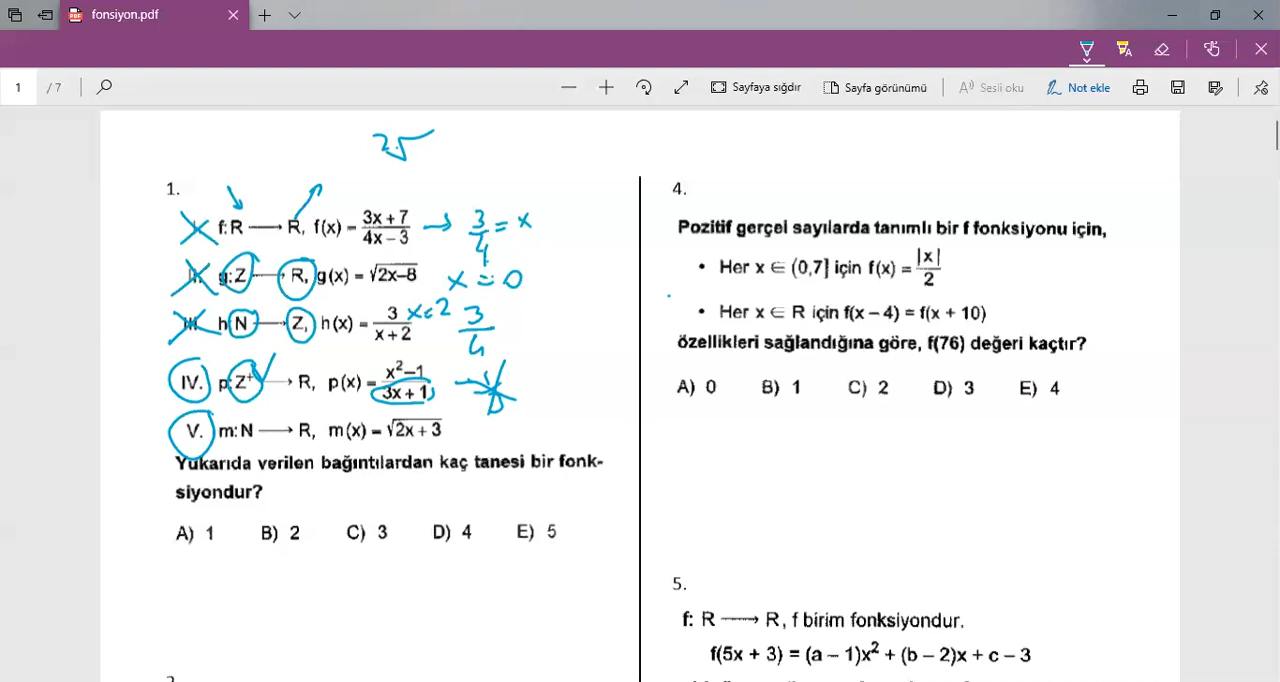 fonsiyon.pdf
1 / 7
Sayfaya sığdır
Sayfa görünümü
Sesli oku
Not ekle
25
1.
f: R ⟶ R, f(x) = (3x + 7)/(4x – 3) → 3/4 = x
g: Z ⟶ R, g(x) = √(2x–8) x = 0
h: N ⟶ Z, h(x) = 3/(x + 2) x=2 3/4
IV. p: Z⁺ ⟶ R, p(x) = (x²–1)/(3x + 1)
V. m: N ⟶ R, m(x) = √(2x + 3)
Yukarıda verilen bağıntılardan kaç tanesi bir fonk-
siyondur?
A) 1 B) 2 C) 3 D) 4 E) 5
4.
Pozitif gerçel sayılarda tanımlı bir f fonksiyonu için,
• Her x ∈ (0,7] için f(x) = |x|/2
• Her x ∈ R için f(x – 4) = f(x + 10)
özellikleri sağlandığına göre, f(76) değeri kaçtır?
A) 0 B) 1 C) 2 D) 3 E) 4
5.
f: R ⟶ R, f birim fonksiyondur.
f(5x + 3) = (a – 1)x² + (b – 2)x + c – 3